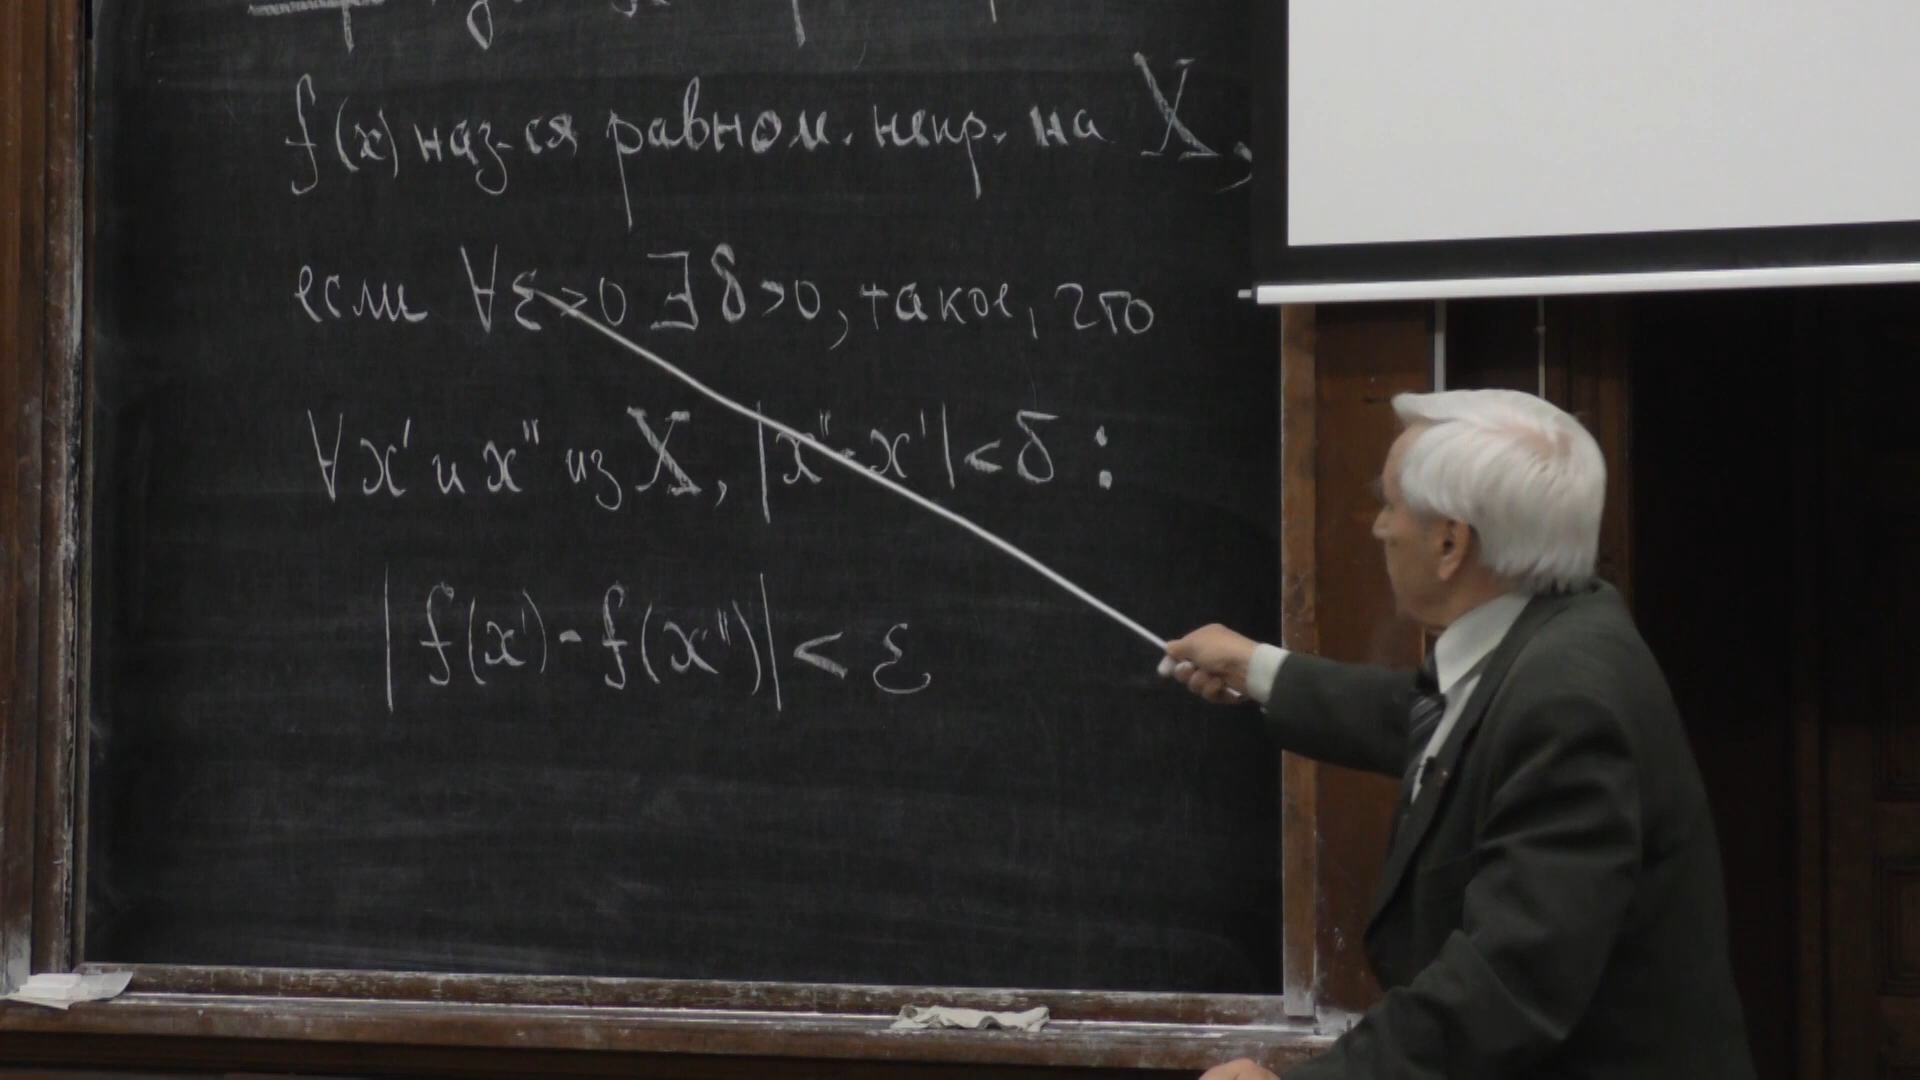 f(x) наз-ся равном. непр. на X,
если ∀ε>0 ∃δ>0, такое, что
∀x' и x'' из X, |x''-x'|<δ :
|f(x')-f(x'')|<ε